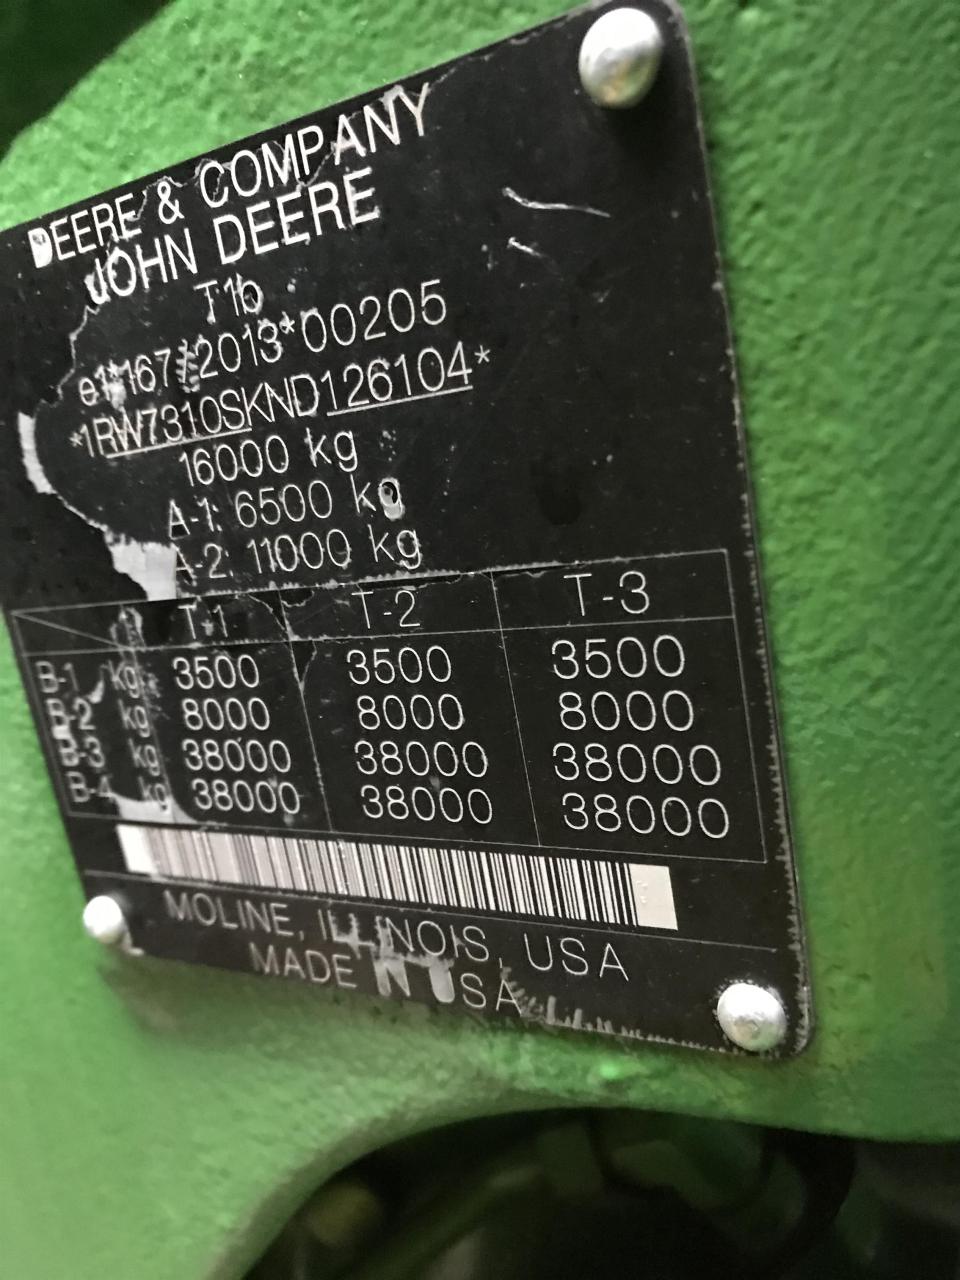 DEERE & COMPANY
JOHN DEERE
T1b
e1*167/2013*00205
*1RW7310SKND126104*
16000 kg
A-1: 6500 kg
A-2: 11000 kg
T-1 T-2 T-3
B-1 kg 3500 3500 3500
B-2 kg 8000 8000 8000
B-3 kg 38000 38000 38000
B-4 kg 38000 38000 38000
MOLINE, ILLINOIS, USA
MADE IN USA